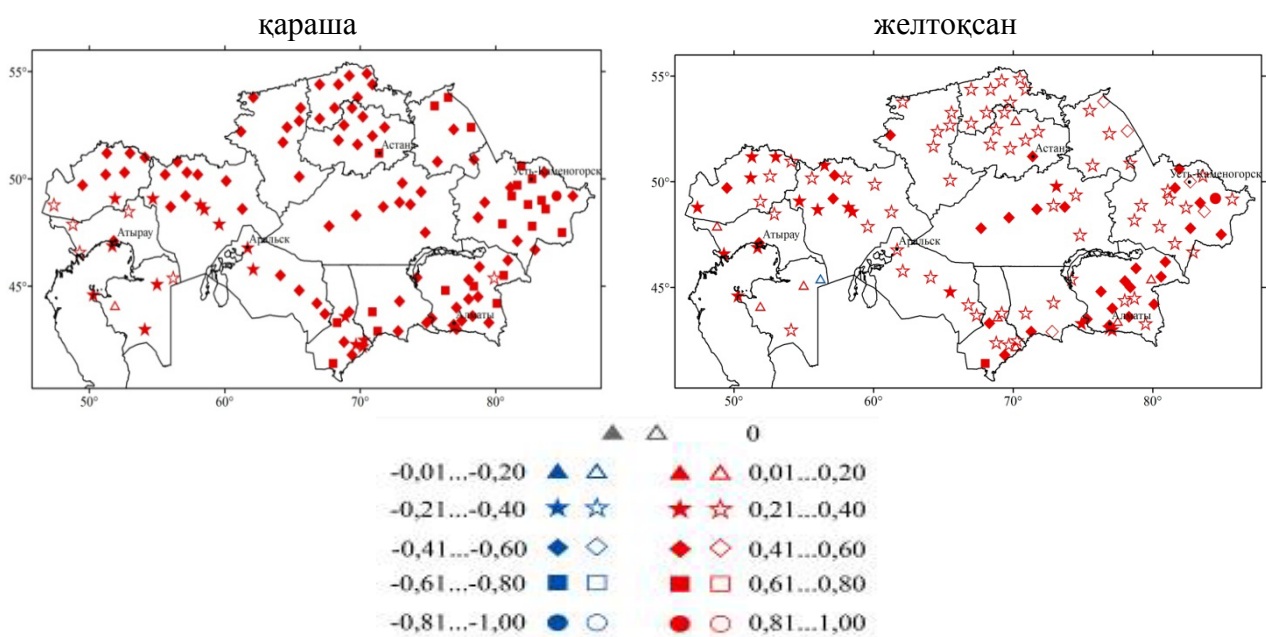 қараша
желтоқсан
55°
50°
45°
Астана
Усть-Каменогорск
Атырау
Аральск
Алматы
50°
60°
70°
80°
55°
50°
45°
Астана
Усть-Каменогорск
Атырау
Аральск
Алматы
50°
60°
70°
80°
0
-0,01...-0,20
0,01...0,20
-0,21...-0,40
0,21...0,40
-0,41...-0,60
0,41...0,60
-0,61...-0,80
0,61...0,80
-0,81...-1,00
0,81...1,00